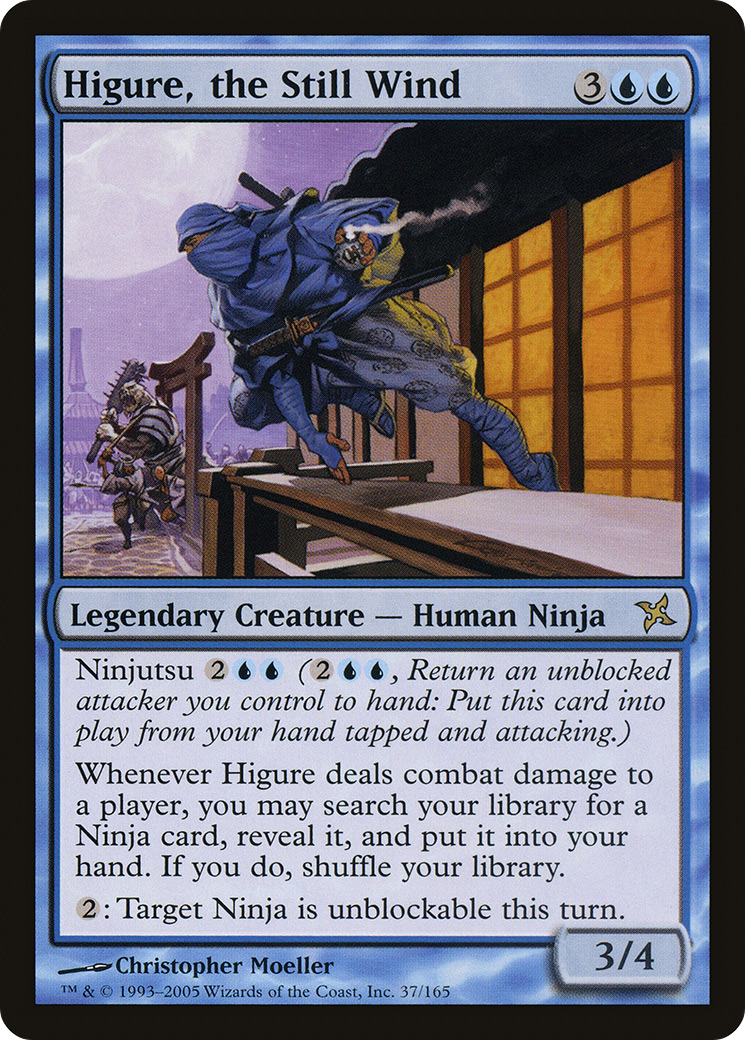 Higure, the Still Wind 3
Legendary Creature — Human Ninja
Ninjutsu 2 (2, Return an unblocked
attacker you control to hand: Put this card into
play from your hand tapped and attacking.)
Whenever Higure deals combat damage to
a player, you may search your library for a
Ninja card, reveal it, and put it into your
hand. If you do, shuffle your library.
2: Target Ninja is unblockable this turn.
3/4
Christopher Moeller
™ & © 1993–2005 Wizards of the Coast, Inc. 37/165